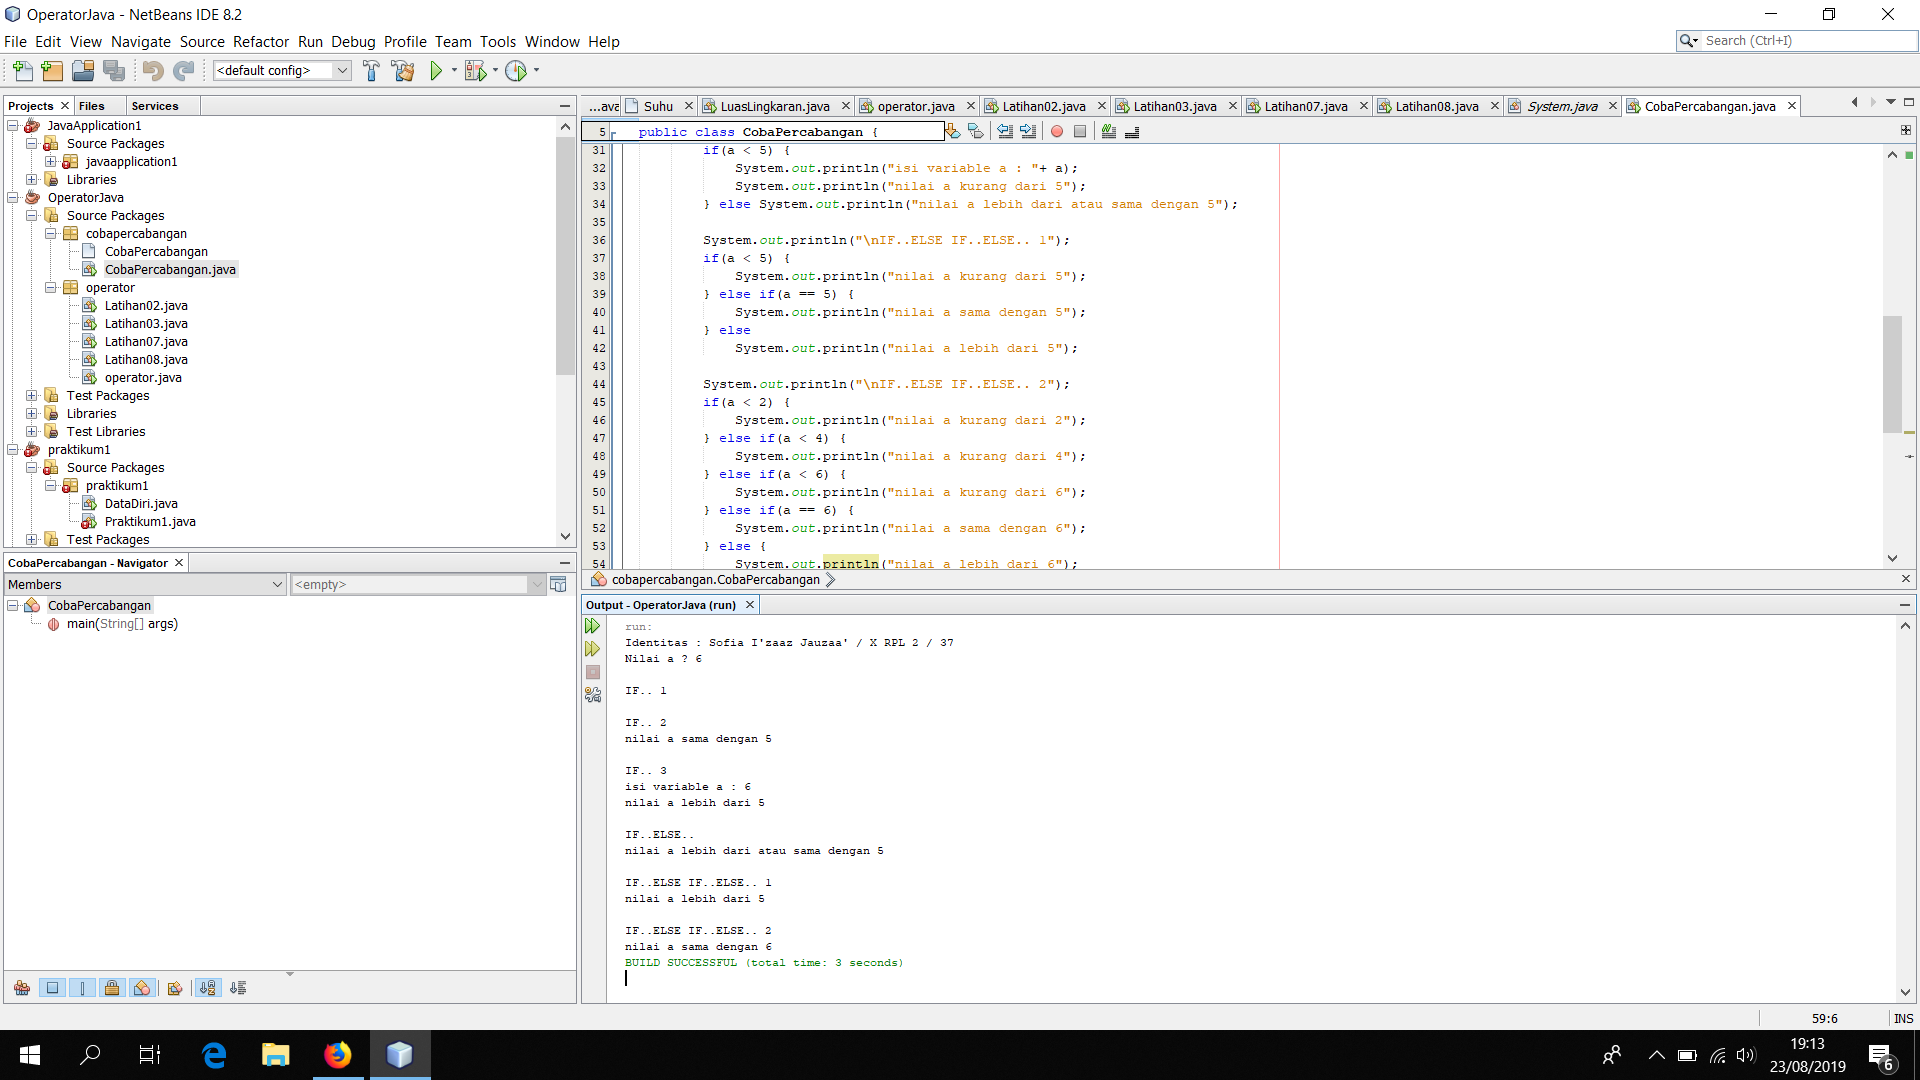 OperatorJava - NetBeans IDE 8.2
File Edit View Navigate Source Refactor Run Debug Profile Team Tools Window Help
Search (Ctrl+I)
<default config>
Projects Files Services
JavaApplication1
Source Packages
javaapplication1
Libraries
OperatorJava
Source Packages
cobapercabangan
CobaPercabangan
CobaPercabangan.java
operator
Latihan02.java
Latihan03.java
Latihan07.java
Latihan08.java
operator.java
Test Packages
Libraries
Test Libraries
praktikum1
Source Packages
praktikum1
DataDiri.java
Praktikum1.java
Test Packages
CobaPercabangan - Navigator
Members <empty>
CobaPercabangan
main(String[] args)
...ava Suhu LuasLingkaran.java operator.java Latihan02.java Latihan03.java Latihan07.java Latihan08.java System.java CobaPercabangan.java
5 public class CobaPercabangan {
31 if(a < 5) {
32 System.out.println("isi variable a : "+ a);
33 System.out.println("nilai a kurang dari 5");
34 } else System.out.println("nilai a lebih dari atau sama dengan 5");
35
36 System.out.println("\nIF..ELSE IF..ELSE.. 1");
37 if(a < 5) {
38 System.out.println("nilai a kurang dari 5");
39 } else if(a == 5) {
40 System.out.println("nilai a sama dengan 5");
41 } else
42 System.out.println("nilai a lebih dari 5");
43
44 System.out.println("\nIF..ELSE IF..ELSE.. 2");
45 if(a < 2) {
46 System.out.println("nilai a kurang dari 2");
47 } else if(a < 4) {
48 System.out.println("nilai a kurang dari 4");
49 } else if(a < 6) {
50 System.out.println("nilai a kurang dari 6");
51 } else if(a == 6) {
52 System.out.println("nilai a sama dengan 6");
53 } else {
54 System.out.println("nilai a lebih dari 6");
cobapercabangan.CobaPercabangan
Output - OperatorJava (run)
run:
Identitas : Sofia I'zaaz Jauzaa' / X RPL 2 / 37
Nilai a ? 6
IF.. 1
IF.. 2
nilai a sama dengan 5
IF.. 3
isi variable a : 6
nilai a lebih dari 5
IF..ELSE..
nilai a lebih dari atau sama dengan 5
IF..ELSE IF..ELSE.. 1
nilai a lebih dari 5
IF..ELSE IF..ELSE.. 2
nilai a sama dengan 6
BUILD SUCCESSFUL (total time: 3 seconds)
59:6 INS
19:13
23/08/2019
6